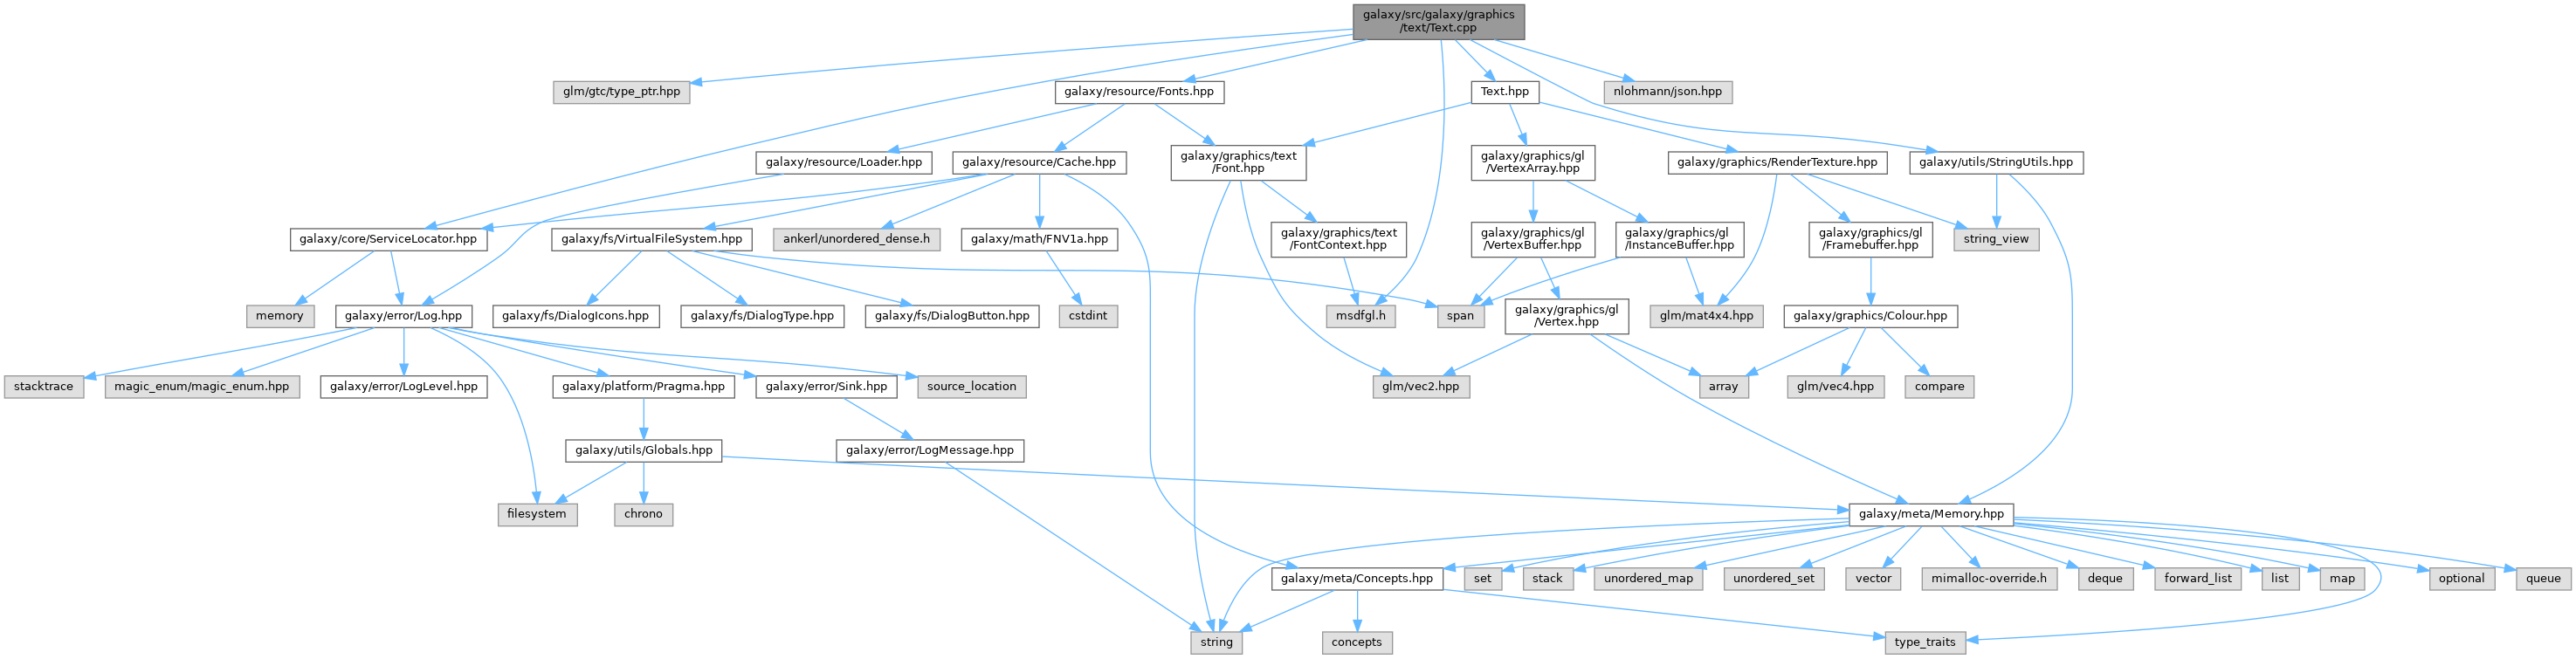 galaxy/src/galaxy/graphics
/text/Text.cpp
glm/gtc/type_ptr.hpp
galaxy/resource/Fonts.hpp
Text.hpp
nlohmann/json.hpp
galaxy/resource/Loader.hpp
galaxy/resource/Cache.hpp
galaxy/graphics/text
/Font.hpp
galaxy/graphics/gl
/VertexArray.hpp
galaxy/graphics/RenderTexture.hpp
galaxy/utils/StringUtils.hpp
galaxy/core/ServiceLocator.hpp
galaxy/fs/VirtualFileSystem.hpp
ankerl/unordered_dense.h
galaxy/math/FNV1a.hpp
galaxy/graphics/text
/FontContext.hpp
galaxy/graphics/gl
/VertexBuffer.hpp
galaxy/graphics/gl
/InstanceBuffer.hpp
galaxy/graphics/gl
/Framebuffer.hpp
string_view
memory
galaxy/error/Log.hpp
galaxy/fs/DialogIcons.hpp
galaxy/fs/DialogType.hpp
galaxy/fs/DialogButton.hpp
cstdint
msdfgl.h
span
galaxy/graphics/gl
/Vertex.hpp
glm/mat4x4.hpp
galaxy/graphics/Colour.hpp
stacktrace
magic_enum/magic_enum.hpp
galaxy/error/LogLevel.hpp
galaxy/platform/Pragma.hpp
galaxy/error/Sink.hpp
source_location
glm/vec2.hpp
array
glm/vec4.hpp
compare
galaxy/utils/Globals.hpp
galaxy/error/LogMessage.hpp
filesystem
chrono
galaxy/meta/Memory.hpp
galaxy/meta/Concepts.hpp
set
stack
unordered_map
unordered_set
vector
mimalloc-override.h
deque
forward_list
list
map
optional
queue
string
concepts
type_traits